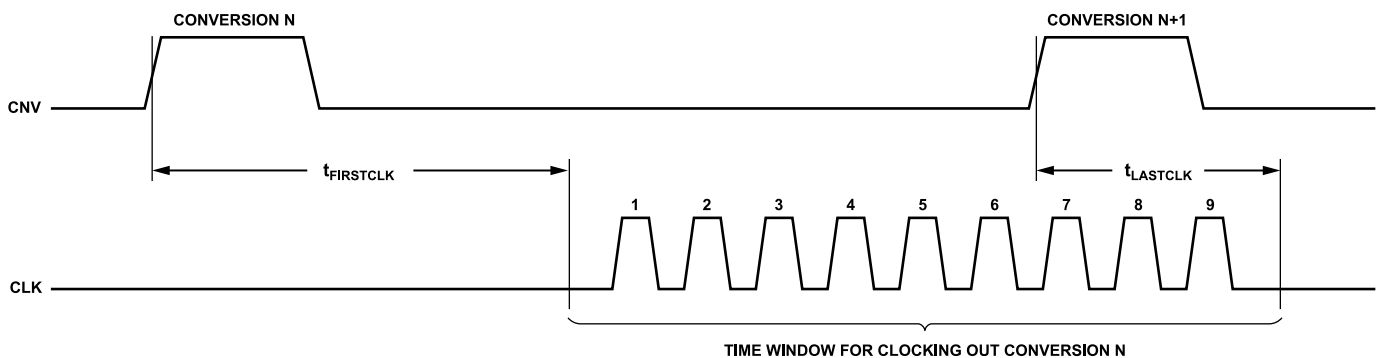 CONVERSION N
CONVERSION N+1
CNV
tFIRSTCLK
tLASTCLK
1 2 3 4 5 6 7 8 9
CLK
TIME WINDOW FOR CLOCKING OUT CONVERSION N